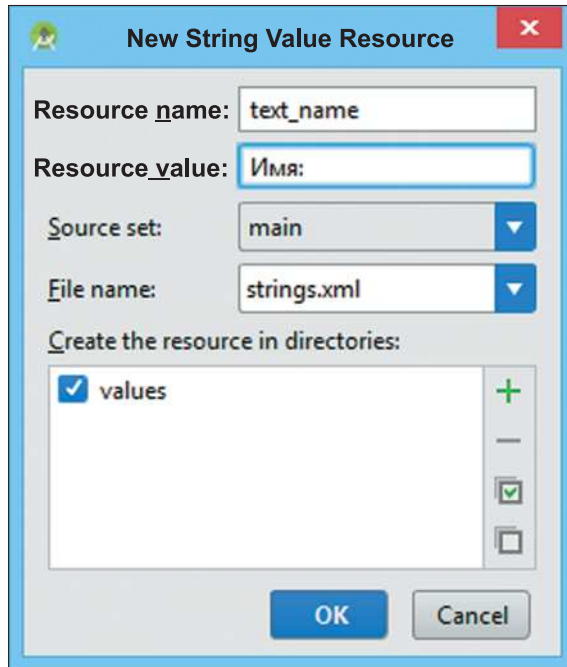 New String Value Resource
Resource name: text_name
Resource value: Имя:
Source set: main
File name: strings.xml
Create the resource in directories:
values
OK Cancel